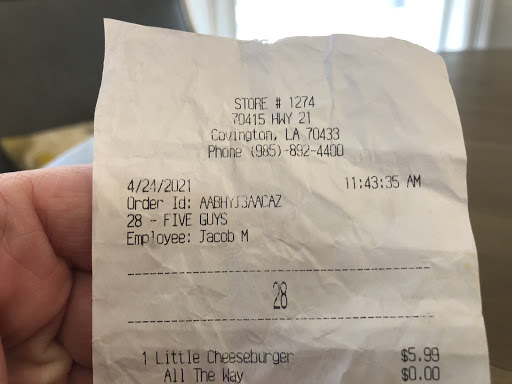 STORE # 1274
70415 HWY 21
Covington, LA 70433
Phone (985)-892-4400
4/24/2021 11:43:35 AM
Order Id: AABHYJ3AACAZ
28 - FIVE GUYS
Employee: Jacob M
28
1 Little Cheeseburger $5.99
All The Way $0.00